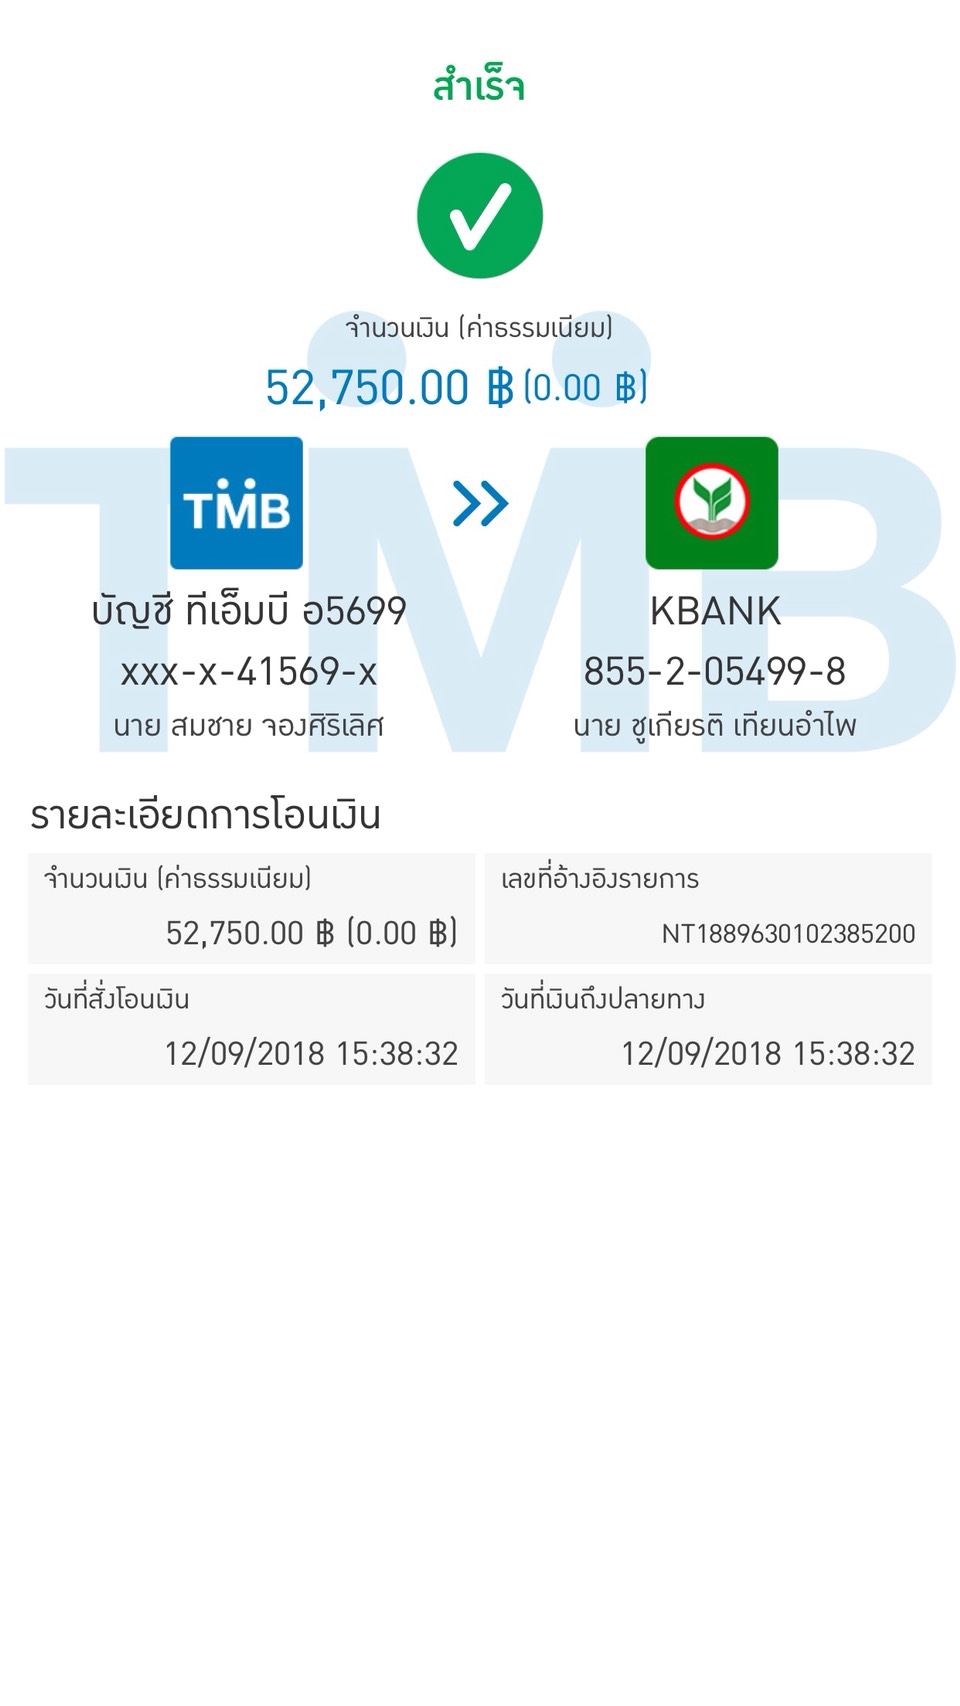 สำเร็จ
จำนวนเงิน (ค่าธรรมเนียม)
52,750.00 ฿ (0.00 ฿)
TMB
TMB
บัญชี ทีเอ็มบี อ5699
xxx-x-41569-x
นาย สมชาย จองศิริเลิศ
KBANK
855-2-05499-8
นาย ชูเกียรติ เทียนอำไพ
รายละเอียดการโอนเงิน
จำนวนเงิน (ค่าธรรมเนียม)
52,750.00 ฿ (0.00 ฿)
เลขที่อ้างอิงรายการ
NT1889630102385200
วันที่สั่งโอนเงิน
12/09/2018 15:38:32
วันที่เงินถึงปลายทาง
12/09/2018 15:38:32